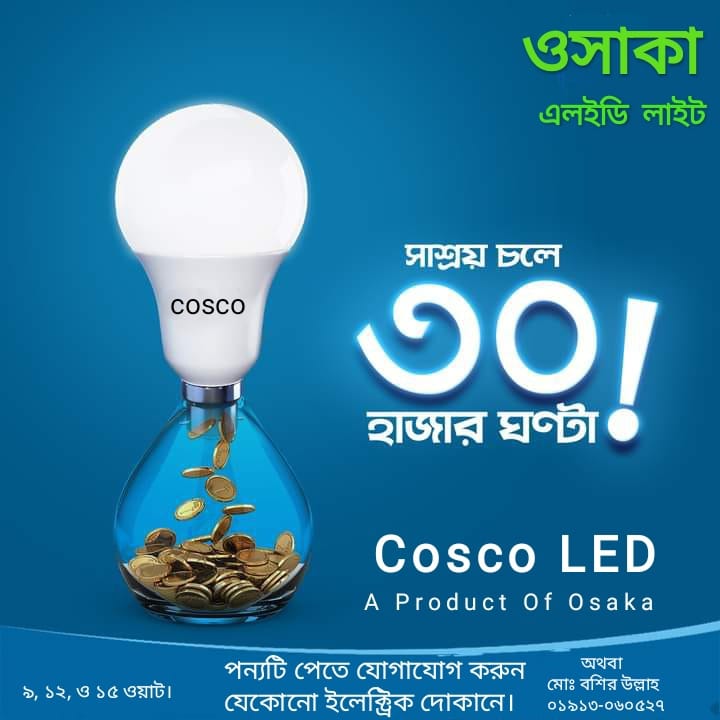 ওসাকা
এলইডি লাইট
সাশ্রয় চলে
৩০!
হাজার ঘণ্টা
COSCO
Cosco LED
A Product Of Osaka
৯, ১২, ও ১৫ ওয়াট।
পন্যটি পেতে যোগাযোগ করুন
যেকোনো ইলেক্ট্রিক দোকানে।
অথবা
মোঃ বশির উল্লাহ
০১৯১৩-০৬০৫২৭